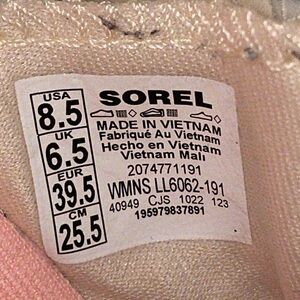 USA
8.5
UK
6.5
EUR
39.5
CM
25.5
SOREL
MADE IN VIETNAM
Fabriqué Au Vietnam
Hecho en Vietnam
Vietnam Malı
2074771191
WMNS LL6062-191
40949 CJS 1022 123
195979837891